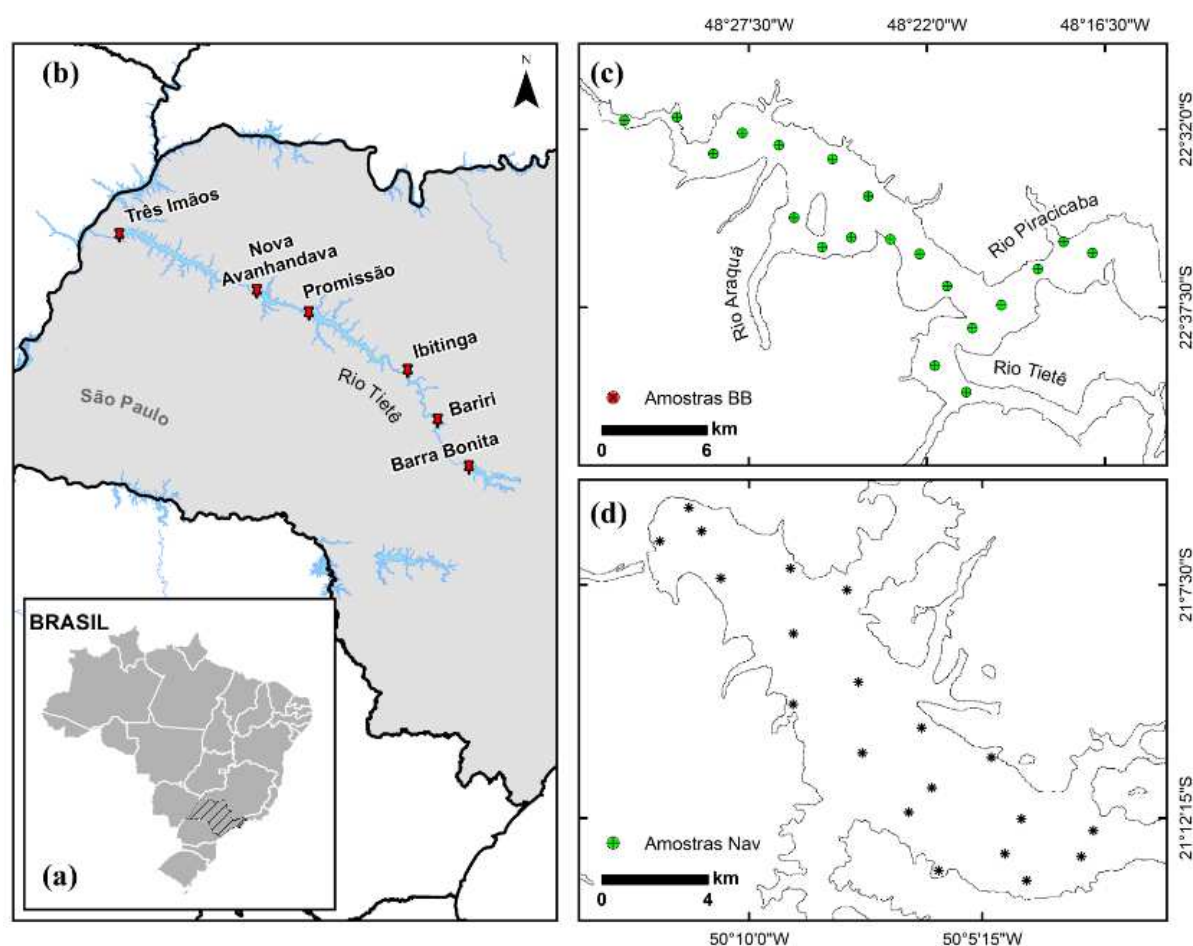 (b)
N
Três Imãos
Nova
Avanhandava
Promissão
Ibitinga
Rio Tietê
Bariri
São Paulo
Barra Bonita
BRASIL
(a)
48°27'30"W
48°22'0"W
48°16'30"W
(c)
22°32'0"S
Rio Piracicaba
Rio Araquá
22°37'30"S
Rio Tietê
Amostras BB
km
0
6
(d)
21°7'30"S
21°12'15"S
Amostras Nav
km
0
4
50°10'0"W
50°5'15"W